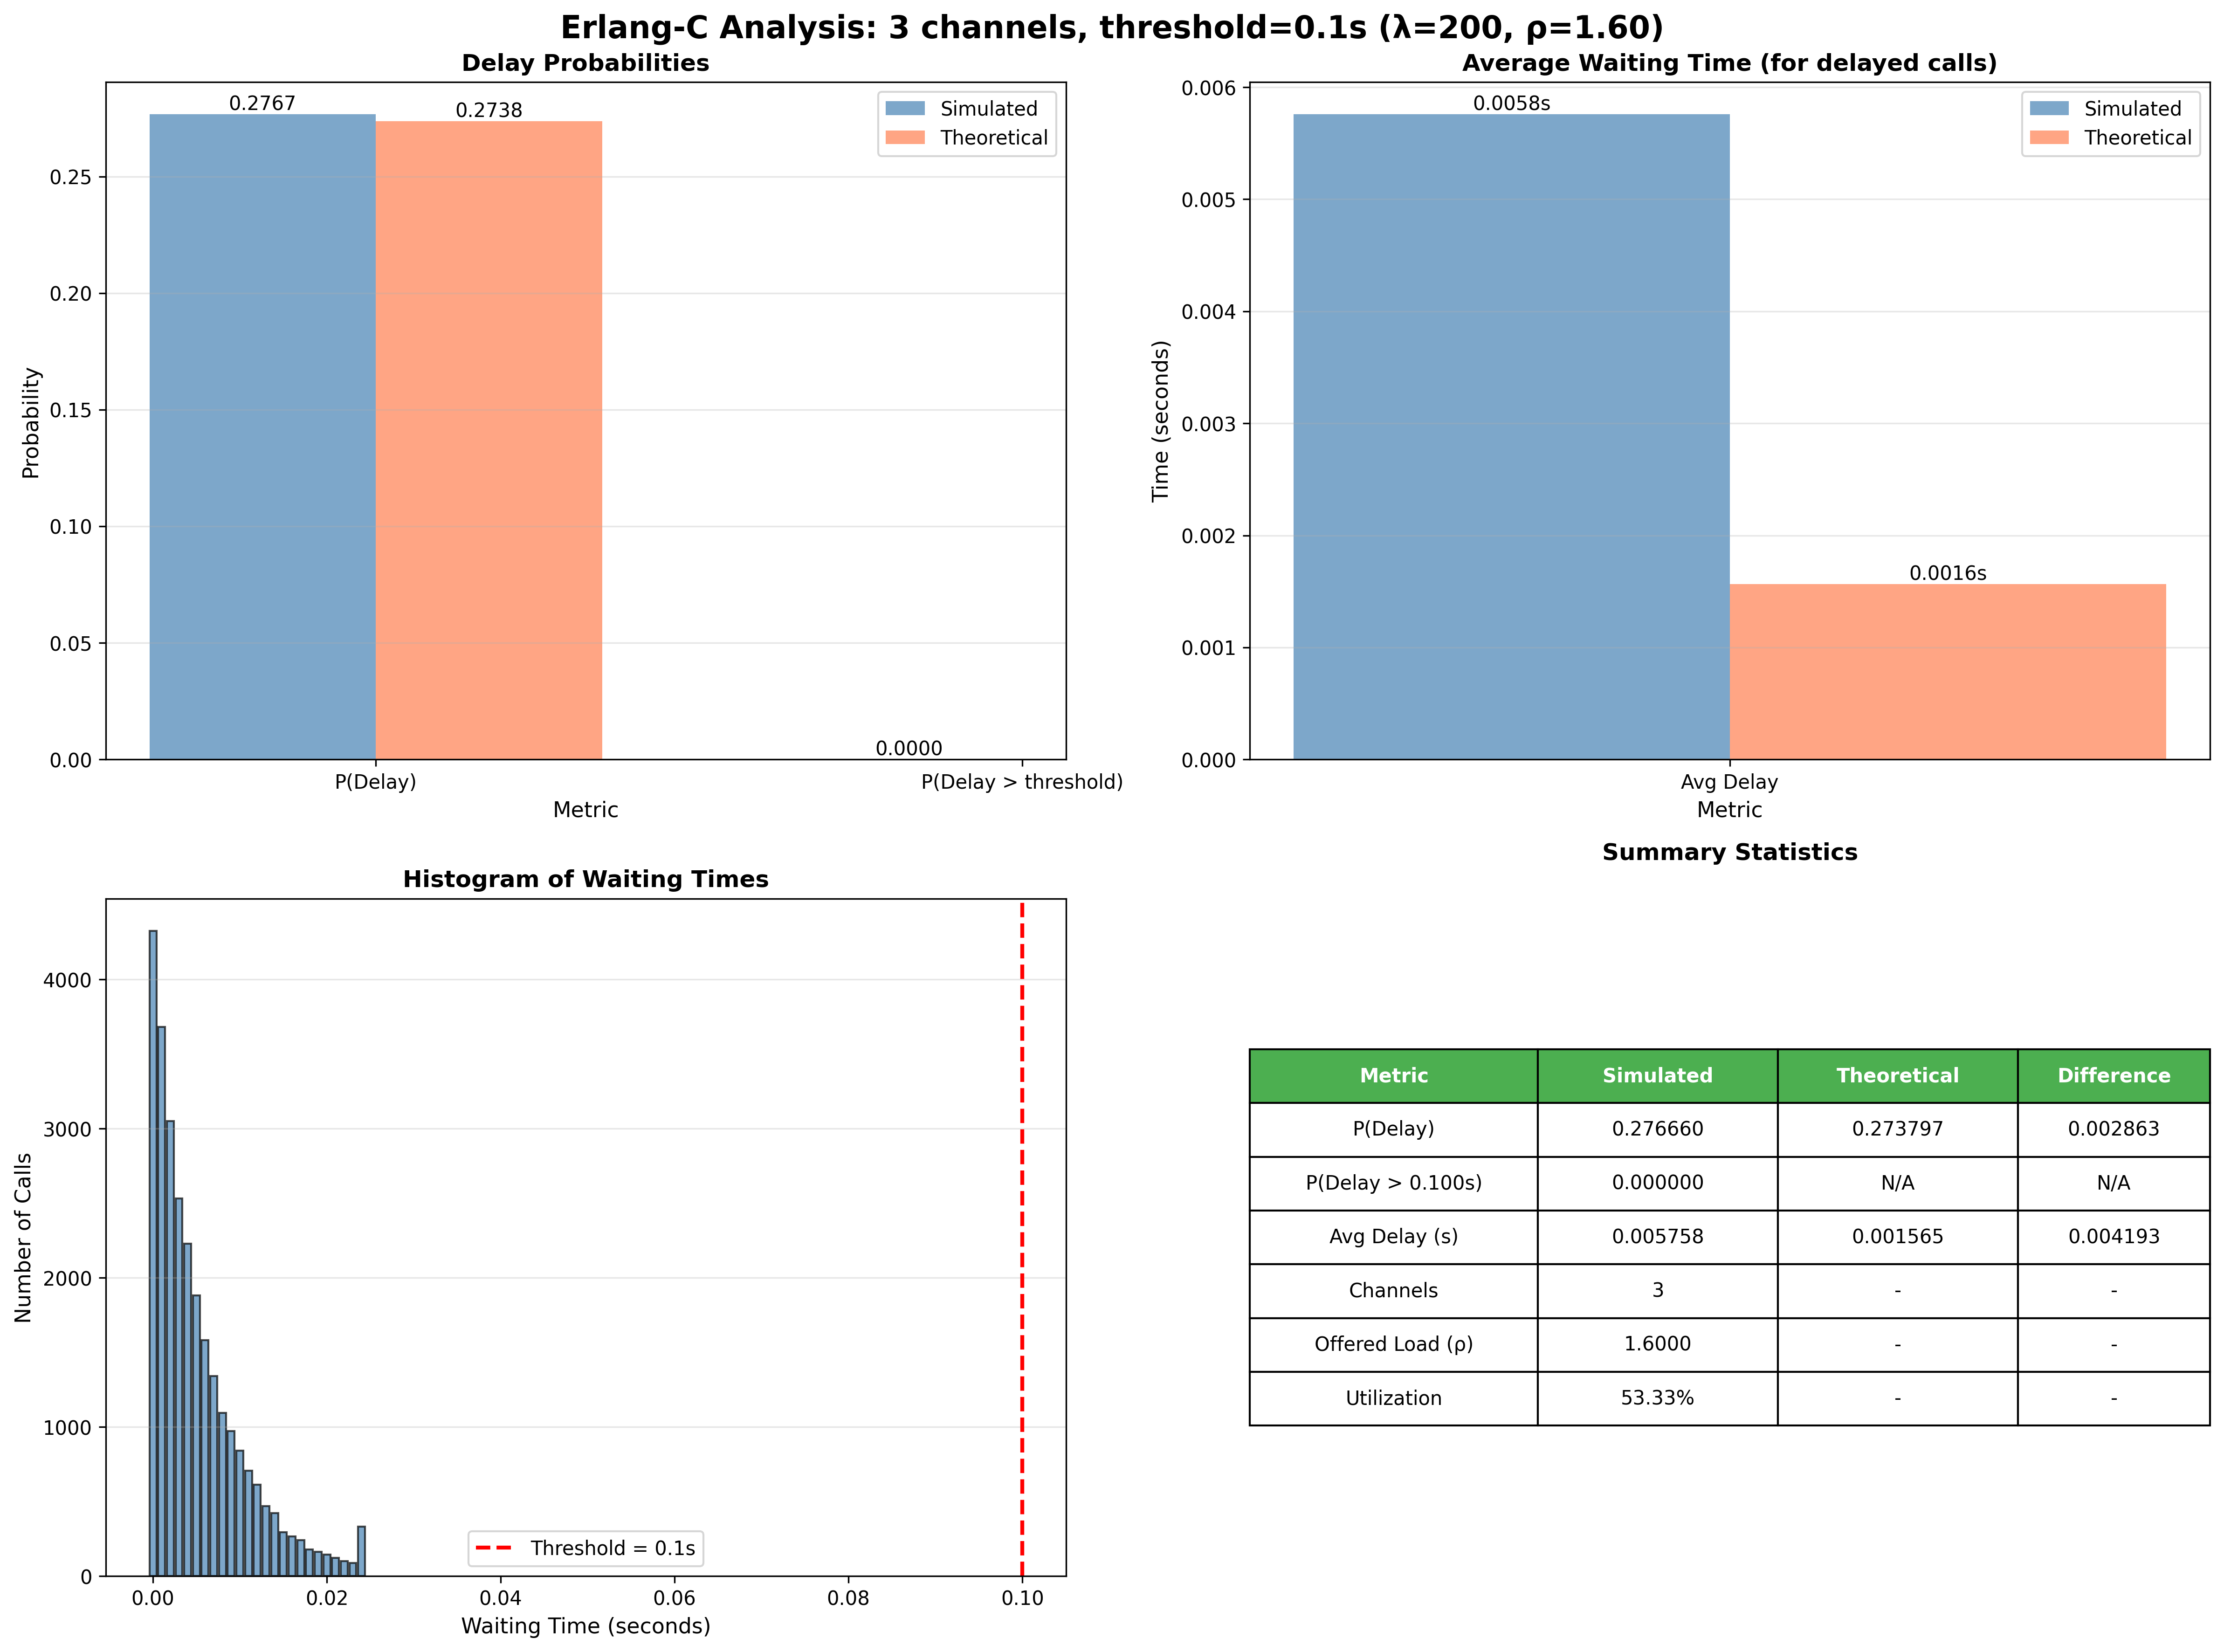 Erlang-C Analysis: 3 channels, threshold=0.1s (λ=200, ρ=1.60)
Delay Probabilities
0.2767
0.2738
0.0000
Simulated
Theoretical
Probability
0.25
0.20
0.15
0.10
0.05
0.00
P(Delay)
P(Delay > threshold)
Metric
Average Waiting Time (for delayed calls)
0.0058s
0.0016s
Simulated
Theoretical
Time (seconds)
0.006
0.005
0.004
0.003
0.002
0.001
0.000
Avg Delay
Metric
Histogram of Waiting Times
Number of Calls
4000
3000
2000
1000
0
Threshold = 0.1s
0.00 0.02 0.04 0.06 0.08 0.10
Waiting Time (seconds)
Summary Statistics
Metric Simulated Theoretical Difference
P(Delay) 0.276660 0.273797 0.002863
P(Delay > 0.100s) 0.000000 N/A N/A
Avg Delay (s) 0.005758 0.001565 0.004193
Channels 3 - -
Offered Load (ρ) 1.6000 - -
Utilization 53.33% - -